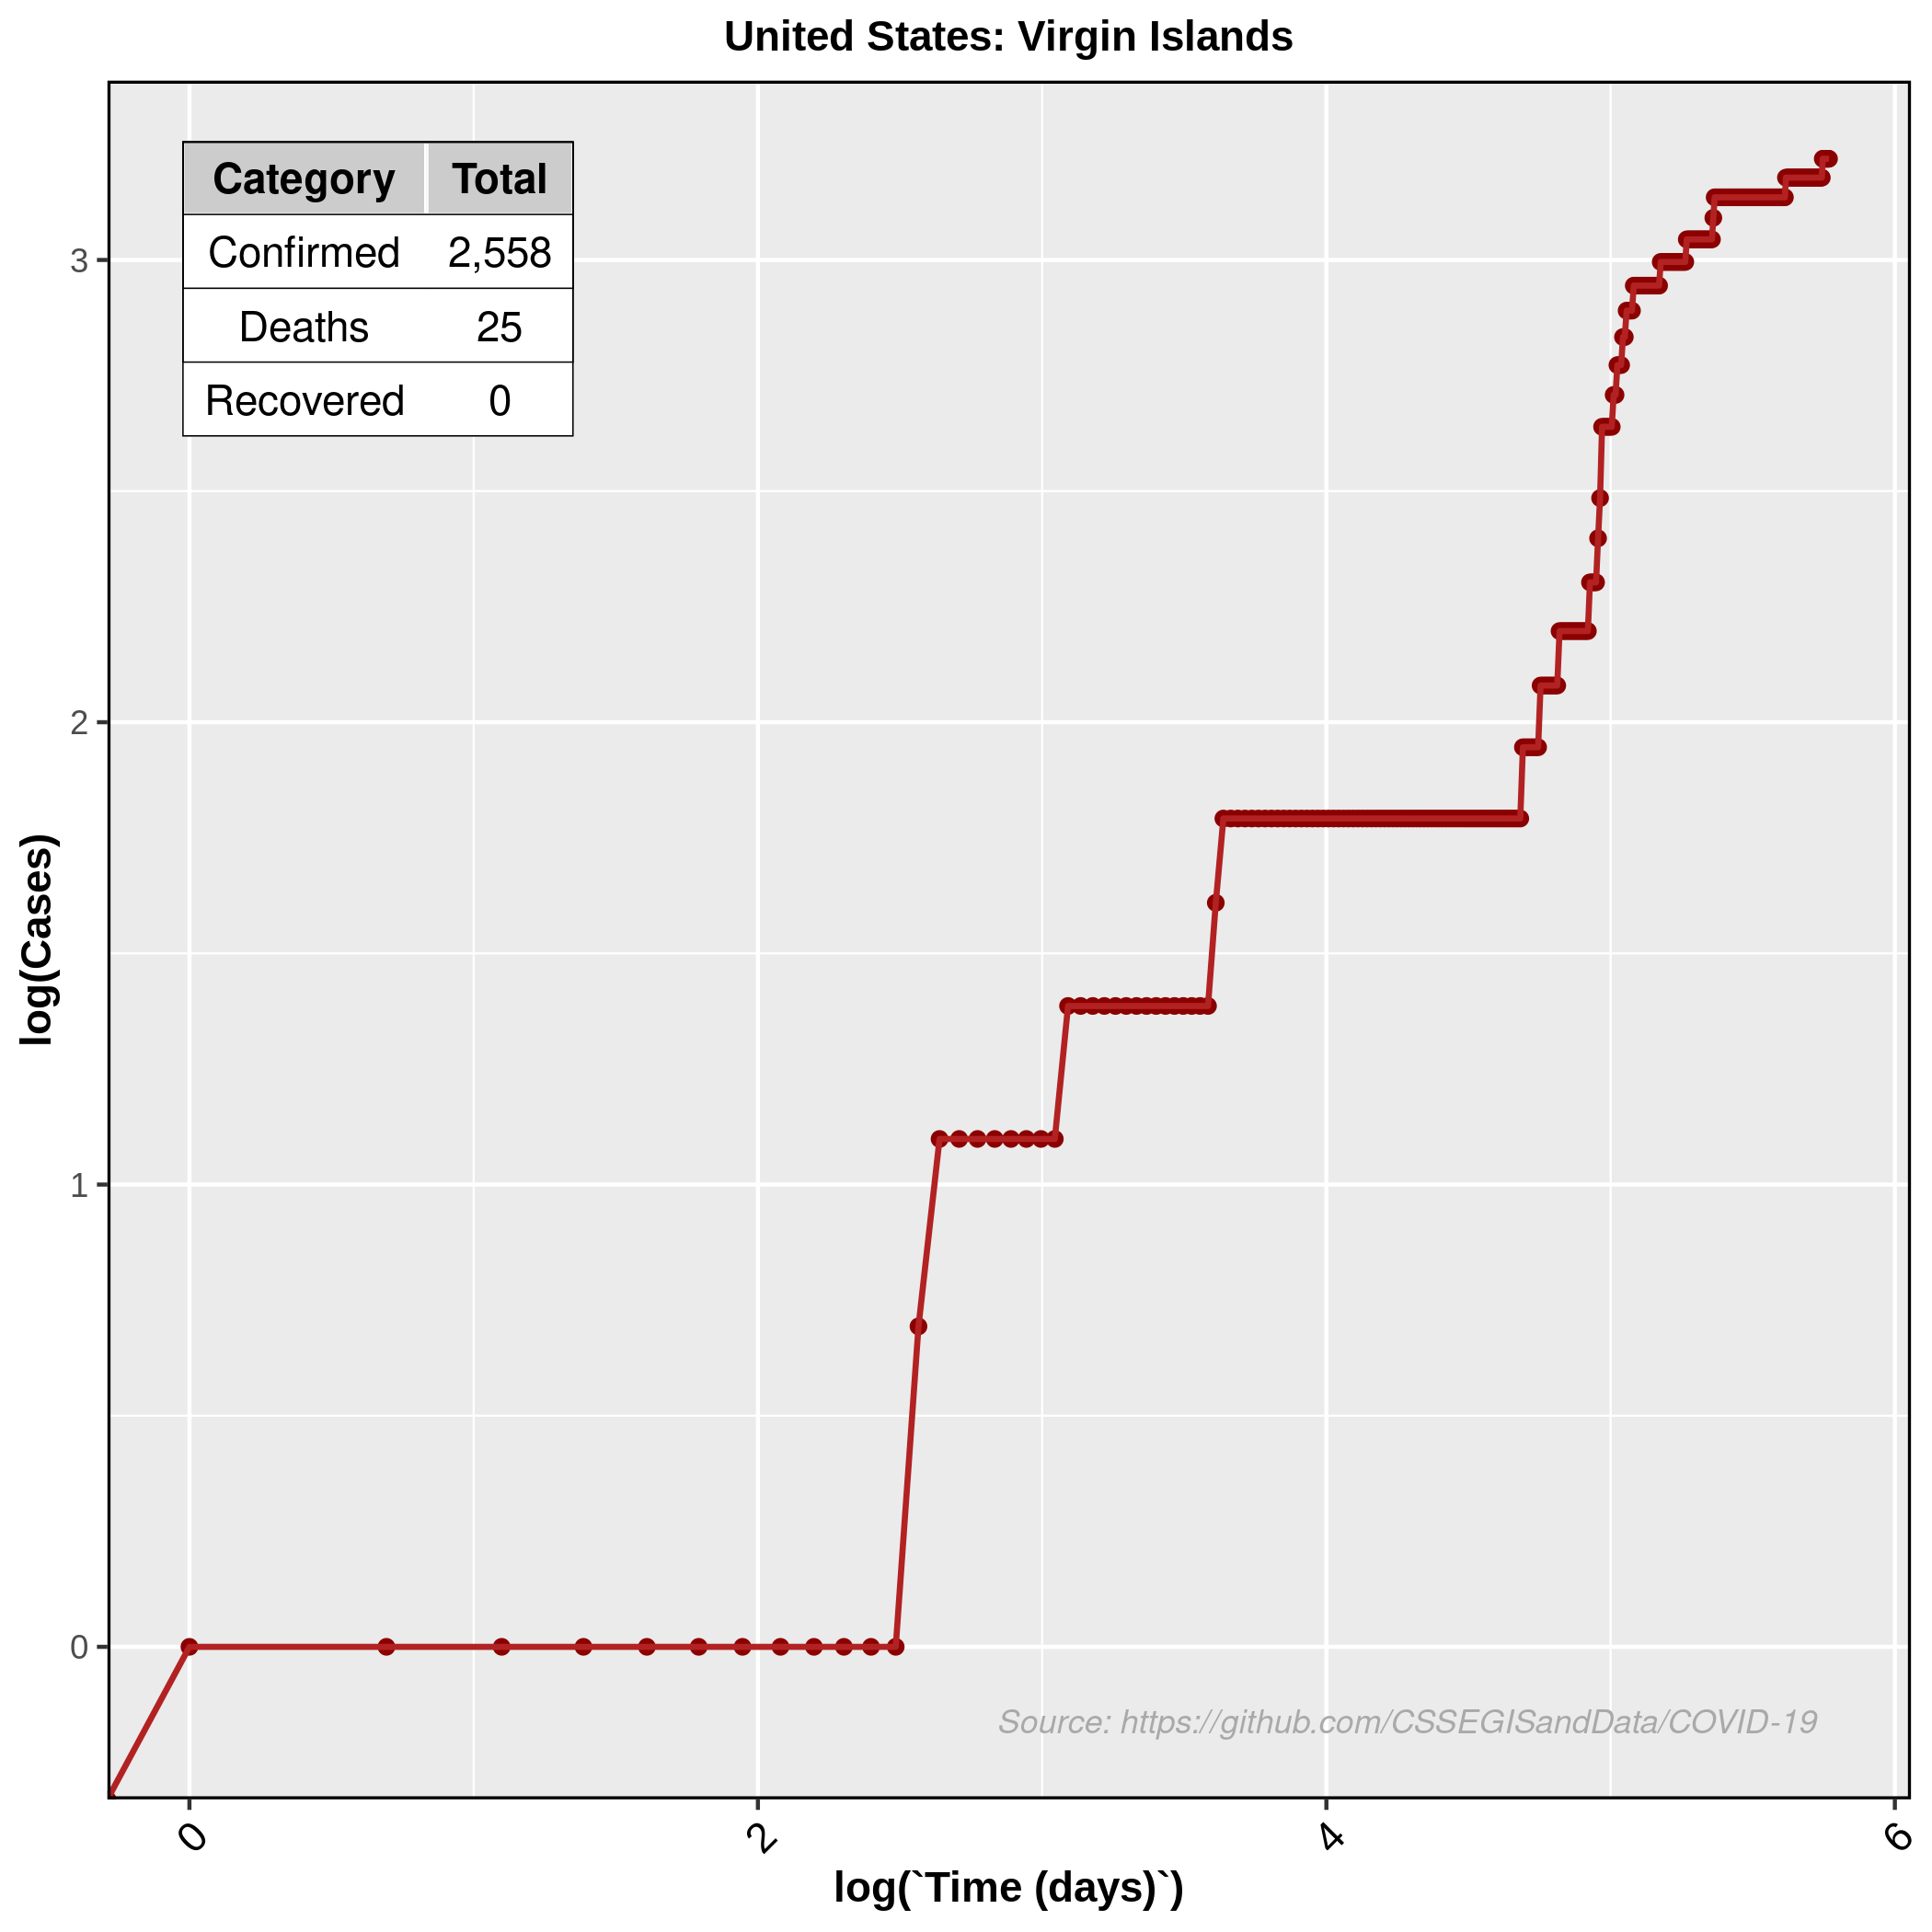 United States: Virgin Islands
Category Total
Confirmed 2,558
Deaths 25
Recovered 0
3
2
1
0
log(Cases)
Source: https://github.com/CSSEGISandData/COVID-19
0 2 4 6
log(`Time (days)`)